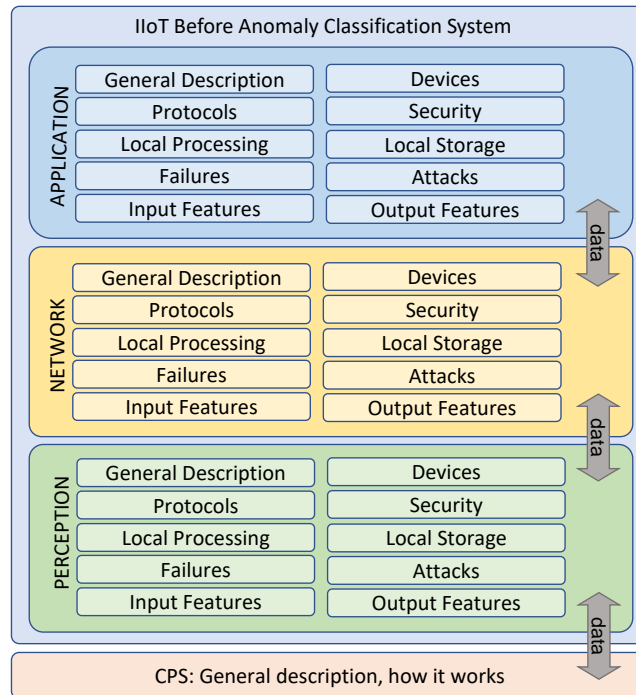 IIoT Before Anomaly Classification System
APPLICATION
General Description
Devices
Protocols
Security
Local Processing
Local Storage
Failures
Attacks
Input Features
Output Features
data
NETWORK
General Description
Devices
Protocols
Security
Local Processing
Local Storage
Failures
Attacks
Input Features
Output Features
data
PERCEPTION
General Description
Devices
Protocols
Security
Local Processing
Local Storage
Failures
Attacks
Input Features
Output Features
data
CPS: General description, how it works